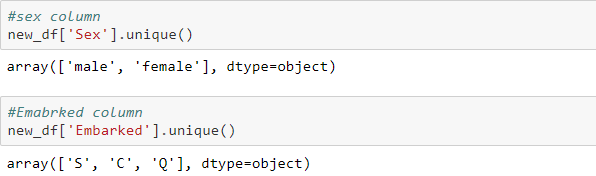 #sex column
new_df['Sex'].unique()
array(['male', 'female'], dtype=object)
#Emabrked column
new_df['Embarked'].unique()
array(['S', 'C', 'Q'], dtype=object)